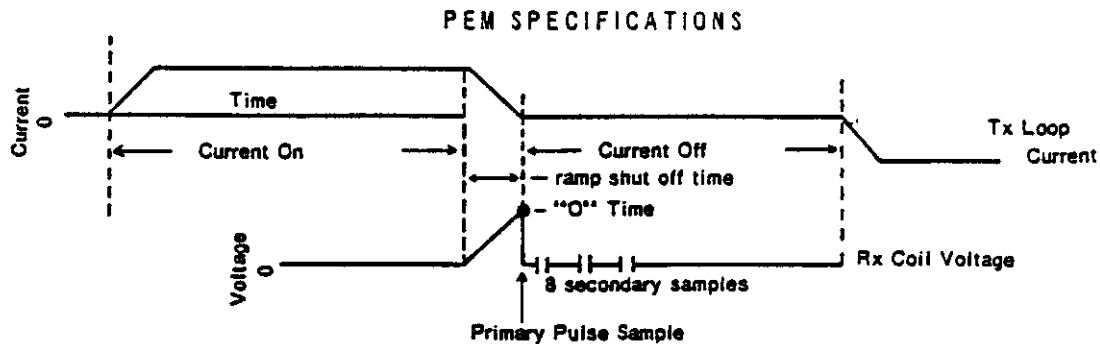 PEM SPECIFICATIONS
Current
0
Time
Current On
Current Off
Tx Loop
Current
ramp shut off time
"O" Time
Voltage
0
Rx Coil Voltage
8 secondary samples
Primary Pulse Sample